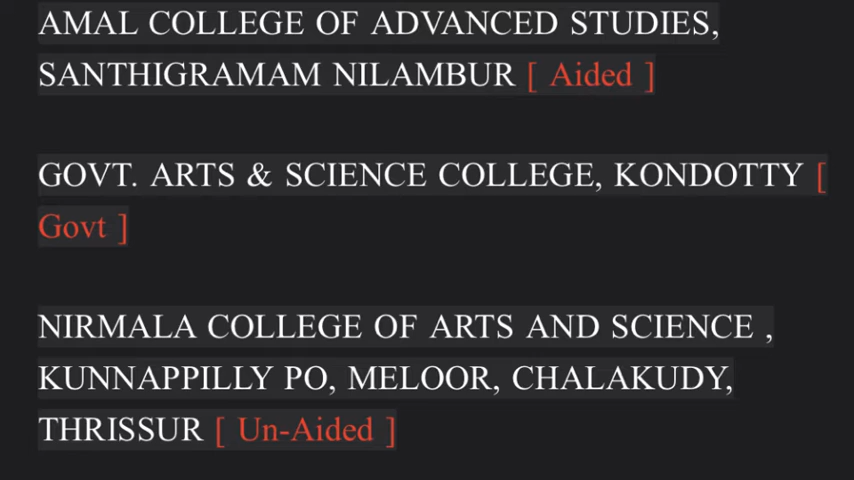 AMAL COLLEGE OF ADVANCED STUDIES,
SANTHIGRAMAM NILAMBUR [ Aided ]
GOVT. ARTS & SCIENCE COLLEGE, KONDOTTY [
Govt ]
NIRMALA COLLEGE OF ARTS AND SCIENCE ,
KUNNAPPILLY PO, MELOOR, CHALAKUDY,
THRISSUR [ Un-Aided ]